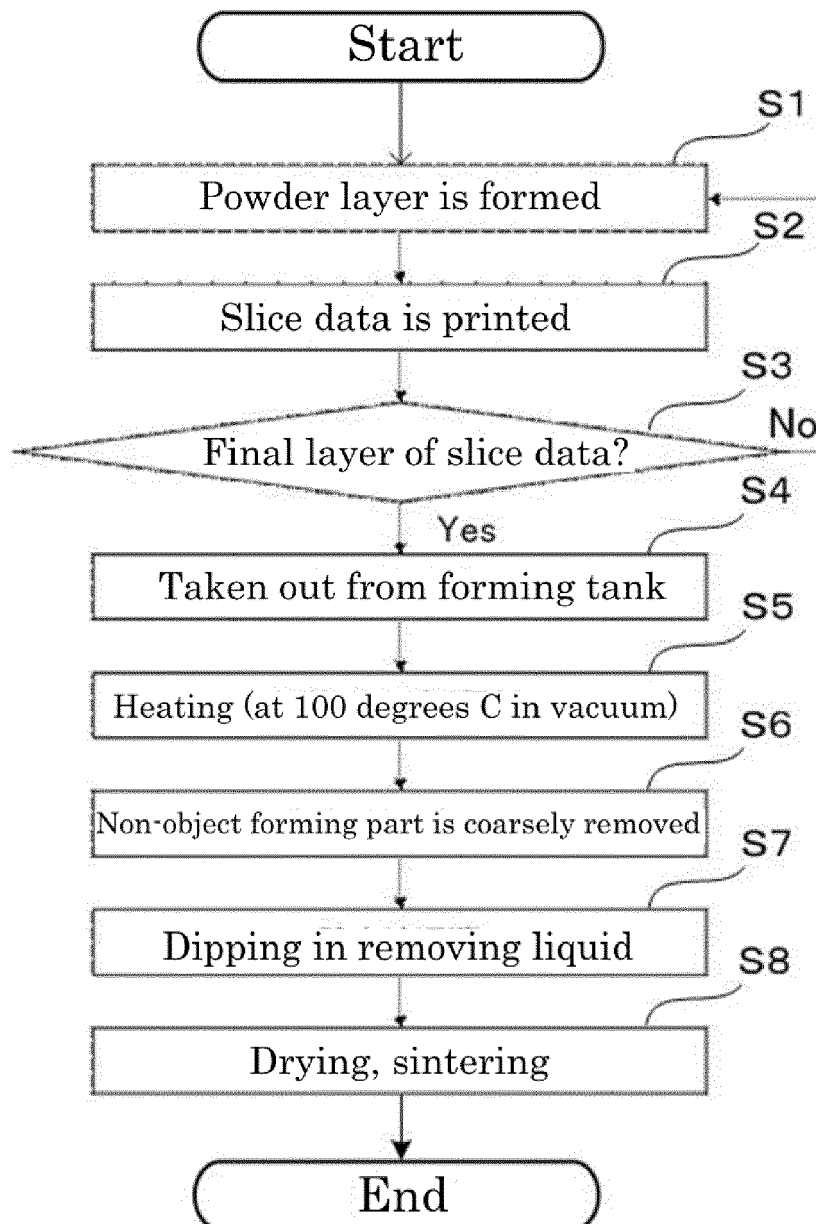 Start
S1
Powder layer is formed
S2
Slice data is printed
S3
Final layer of slice data?
No
S4
Yes
Taken out from forming tank
S5
Heating (at 100 degrees C in vacuum)
S6
Non-object forming part is coarsely removed
S7
Dipping in removing liquid
S8
Drying, sintering
End